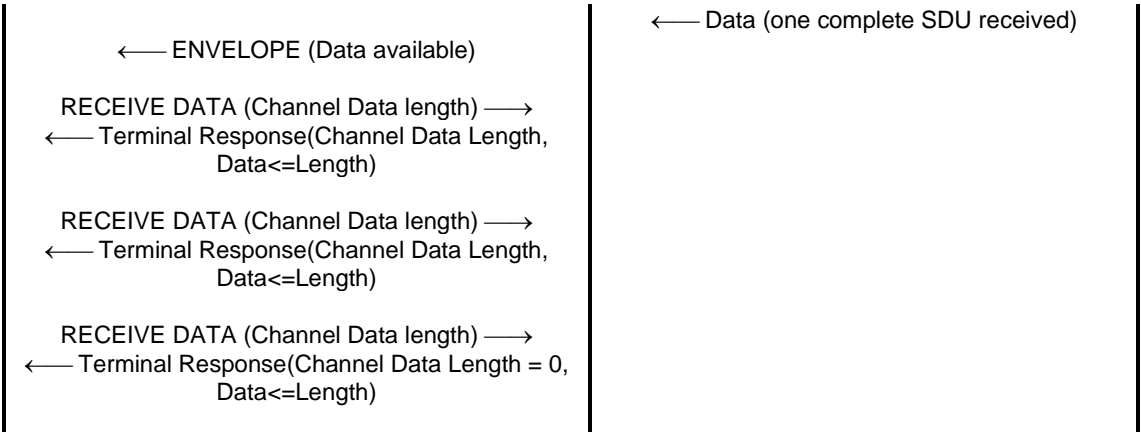 ⟵ Data (one complete SDU received)
⟵ ENVELOPE (Data available)
RECEIVE DATA (Channel Data length) ⟶
⟵ Terminal Response(Channel Data Length,
Data<=Length)
RECEIVE DATA (Channel Data length) ⟶
⟵ Terminal Response(Channel Data Length,
Data<=Length)
RECEIVE DATA (Channel Data length) ⟶
⟵ Terminal Response(Channel Data Length = 0,
Data<=Length)